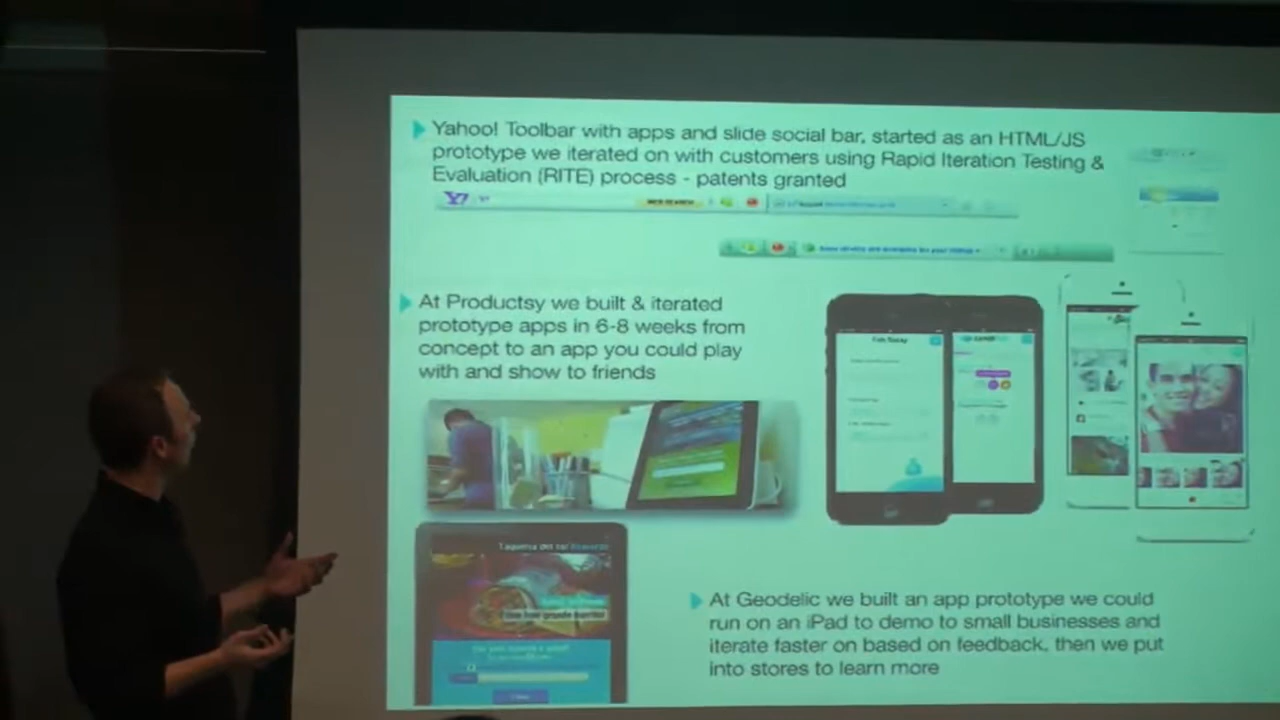 Yahoo! Toolbar with apps and slide social bar, started as an HTML/JS
prototype we iterated on with customers using Rapid Iteration Testing &
Evaluation (RITE) process - patents granted
Y!
WEB SEARCH
At Productsy we built & iterated
prototype apps in 6-8 weeks from
concept to an app you could play
with and show to friends
At Geodelic we built an app prototype we could
run on an iPad to demo to small businesses and
iterate faster on based on feedback, then we put
into stores to learn more